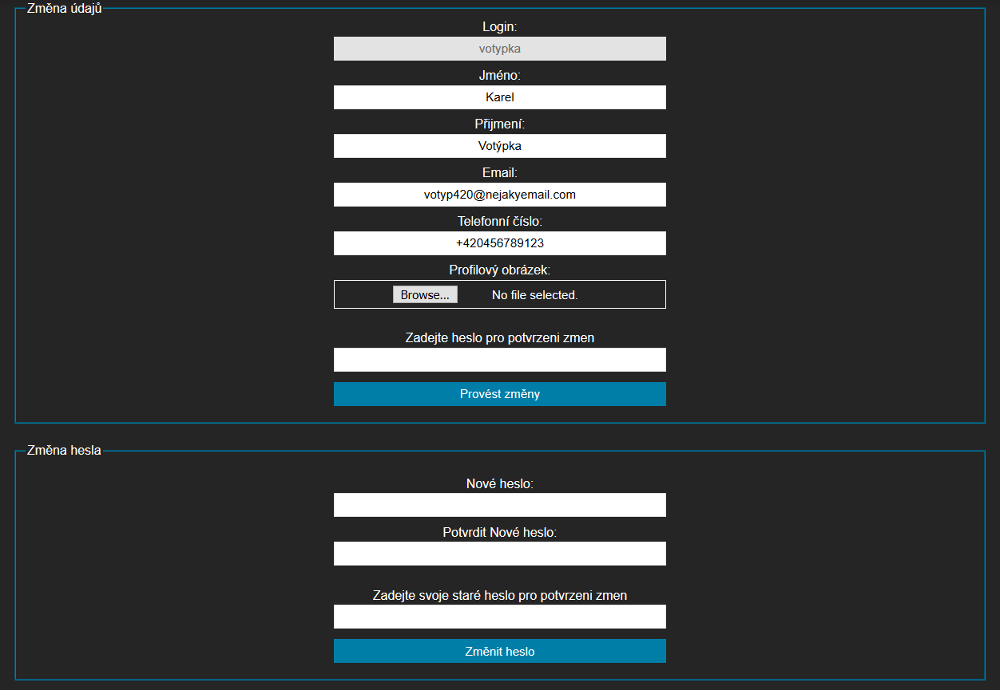 Změna údajů
Login:
votypka
Jméno:
Karel
Přijmení:
Votýpka
Email:
votyp420@nejakyemail.com
Telefonní číslo:
+420456789123
Profilový obrázek:
Browse... No file selected.
Zadejte heslo pro potvrzeni zmen
Provést změny
Změna hesla
Nové heslo:
Potvrdit Nové heslo:
Zadejte svoje staré heslo pro potvrzeni zmen
Změnit heslo